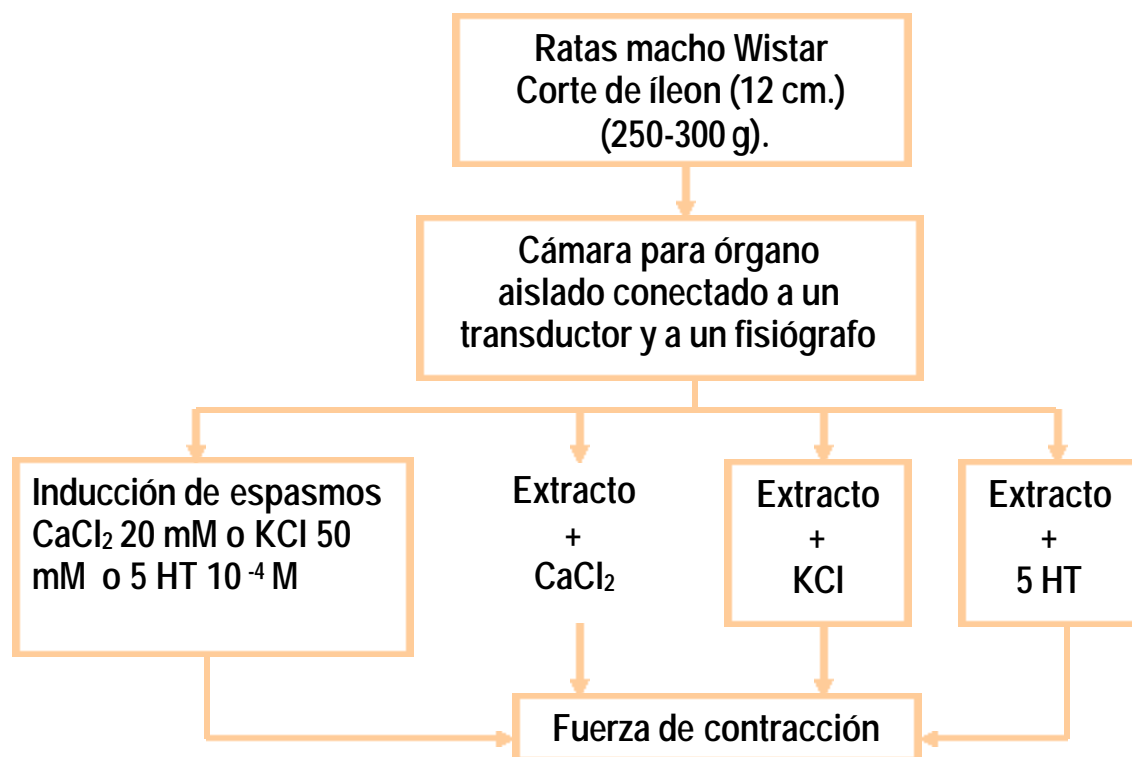 Ratas macho Wistar
Corte de íleon (12 cm.)
(250-300 g).
Cámara para órgano
aislado conectado a un
transductor y a un fisiógrafo
Inducción de espasmos
CaCl₂ 20 mM o KCl 50
mM o 5 HT 10 ⁻⁴ M
Extracto
+
CaCl₂
Extracto
+
KCl
Extracto
+
5 HT
Fuerza de contracción